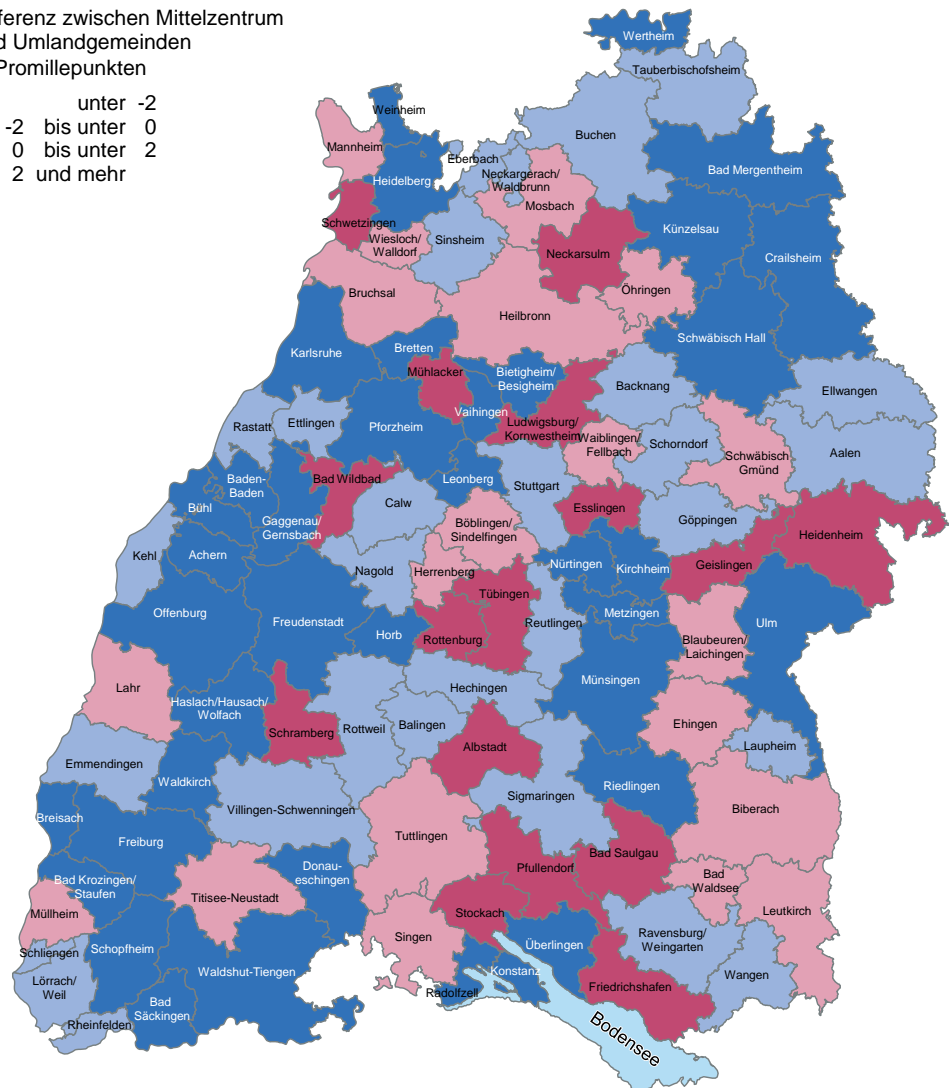 ferenz zwischen Mittelzentrum
d Umlandgemeinden
Promillepunkten
unter -2
-2 bis unter 0
0 bis unter 2
2 und mehr
Wertheim
Tauberbischofsheim
Weinheim
Buchen
Mannheim
Eberbach
Bad Mergentheim
Neckargerach/
Waldbrunn
Heidelberg
Mosbach
Schwetzingen
Künzelsau
Wiesloch/
Walldorf
Sinsheim
Neckarsulm
Crailsheim
Öhringen
Bruchsal
Heilbronn
Schwäbisch Hall
Karlsruhe
Bretten
Mühlacker
Bietigheim/
Besigheim
Backnang
Ellwangen
Vaihingen
Rastatt
Ettlingen
Pforzheim
Ludwigsburg/
Kornwestheim
Waiblingen/
Fellbach
Schorndorf
Schwäbisch
Gmünd
Aalen
Baden-
Baden
Bad Wildbad
Leonberg
Stuttgart
Bühl
Calw
Esslingen
Göppingen
Gaggenau/
Gernsbach
Böblingen/
Sindelfingen
Heidenheim
Kehl
Achern
Nagold
Herrenberg
Nürtingen
Kirchheim
Geislingen
Tübingen
Offenburg
Freudenstadt
Horb
Rottenburg
Reutlingen
Metzingen
Ulm
Blaubeuren/
Laichingen
Lahr
Haslach/Hausach/
Wolfach
Hechingen
Münsingen
Schramberg
Rottweil
Balingen
Ehingen
Albstadt
Laupheim
Emmendingen
Waldkirch
Villingen-Schwenningen
Sigmaringen
Riedlingen
Biberach
Breisach
Freiburg
Tuttlingen
Donau-
eschingen
Pfullendorf
Bad Saulgau
Bad Krozingen/
Staufen
Titisee-Neustadt
Bad
Waldsee
Müllheim
Stockach
Leutkirch
Schliengen
Schopfheim
Singen
Überlingen
Ravensburg/
Weingarten
Lörrach/
Weil
Waldshut-Tiengen
Konstanz
Wangen
Radolfzell
Friedrichshafen
Bad
Säckingen
Rheinfelden
Bodensee